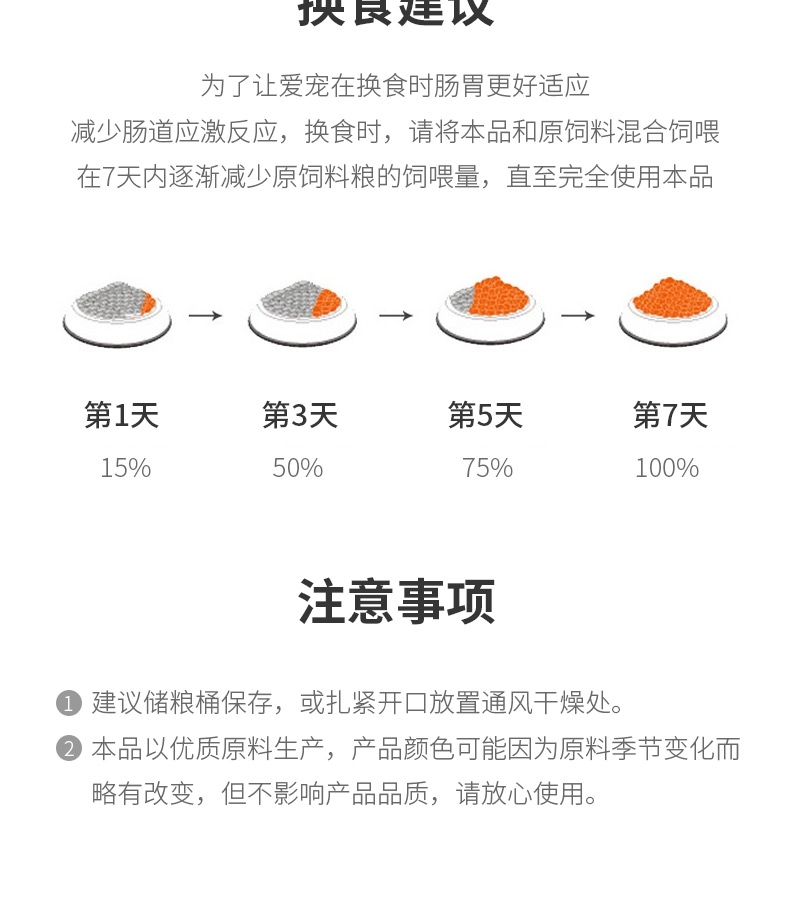 换食建议
为了让爱宠在换食时肠胃更好适应
减少肠道应激反应，换食时，请将本品和原饲料混合饲喂
在7天内逐渐减少原饲料粮的饲喂量，直至完全使用本品
第1天 第3天 第5天 第7天
15% 50% 75% 100%
注意事项
1 建议储粮桶保存，或扎紧开口放置通风干燥处。
2 本品以优质原料生产，产品颜色可能因为原料季节变化而
略有改变，但不影响产品品质，请放心使用。